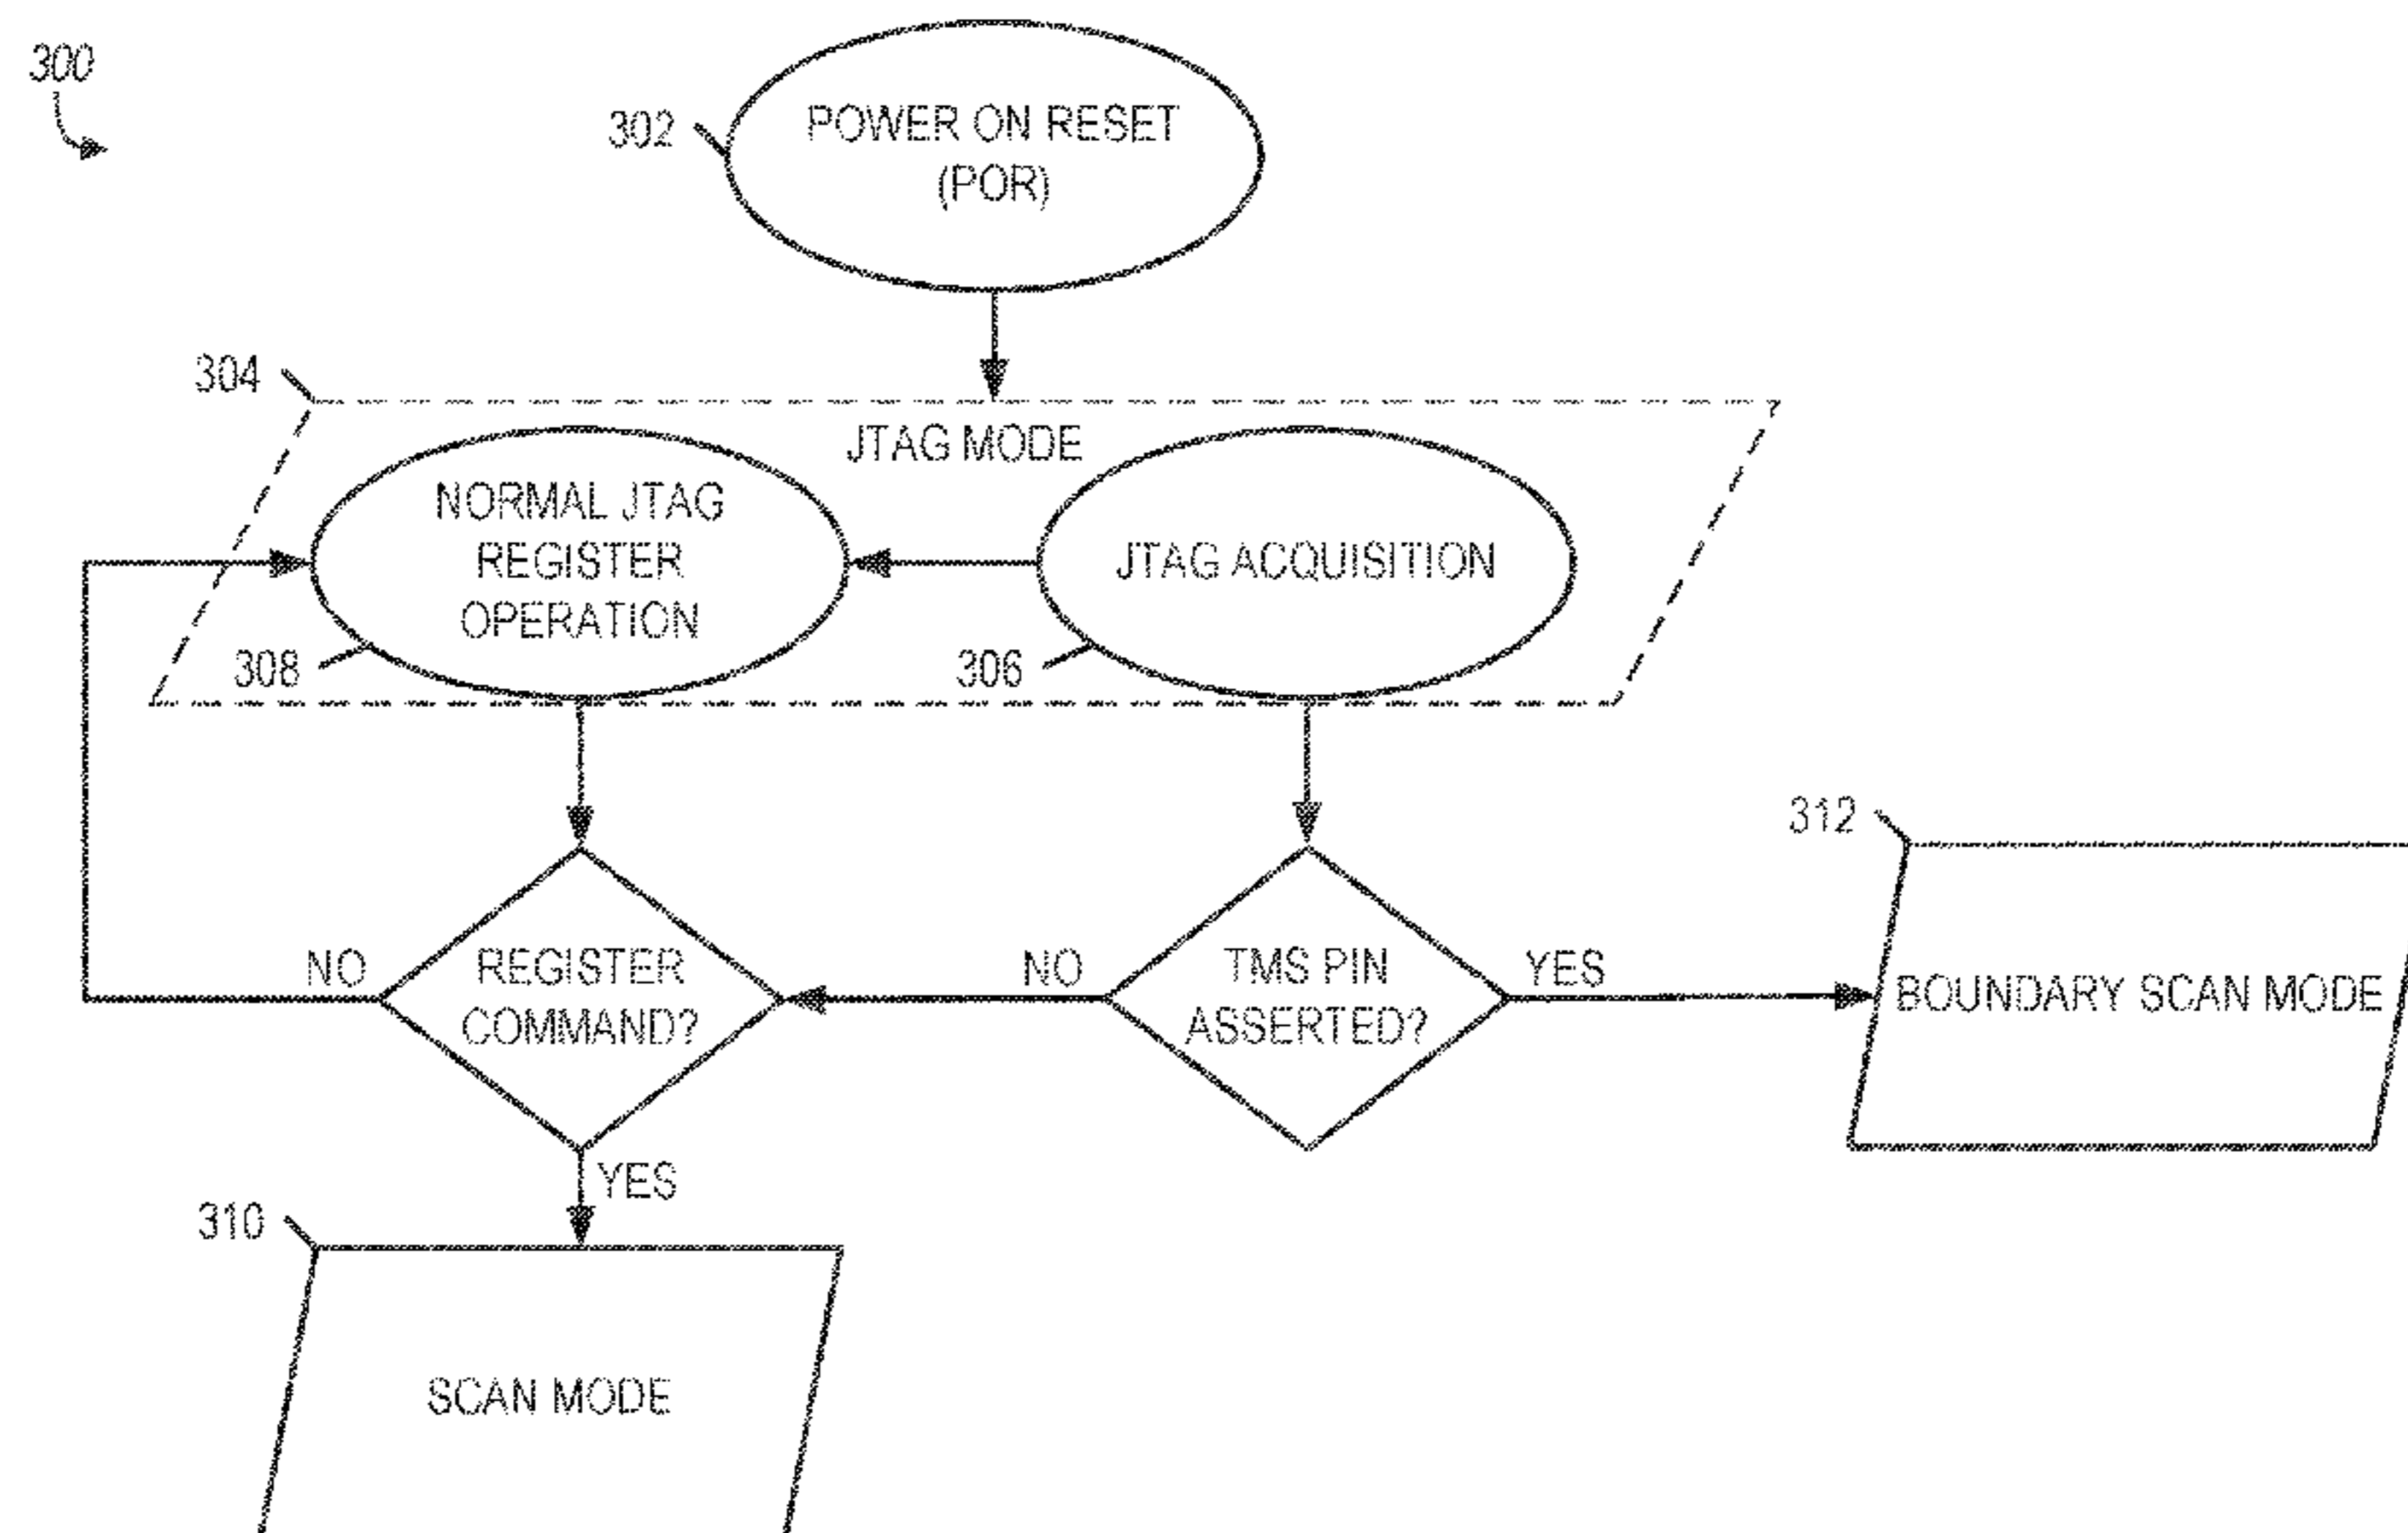 300
302
POWER ON RESET
(POR)
304
JTAG MODE
NORMAL JTAG
REGISTER
OPERATION
308
JTAG ACQUISITION
306
312
NO
REGISTER
COMMAND?
NO
TMS PIN
ASSERTED?
YES
BOUNDARY SCAN MODE
YES
310
SCAN MODE